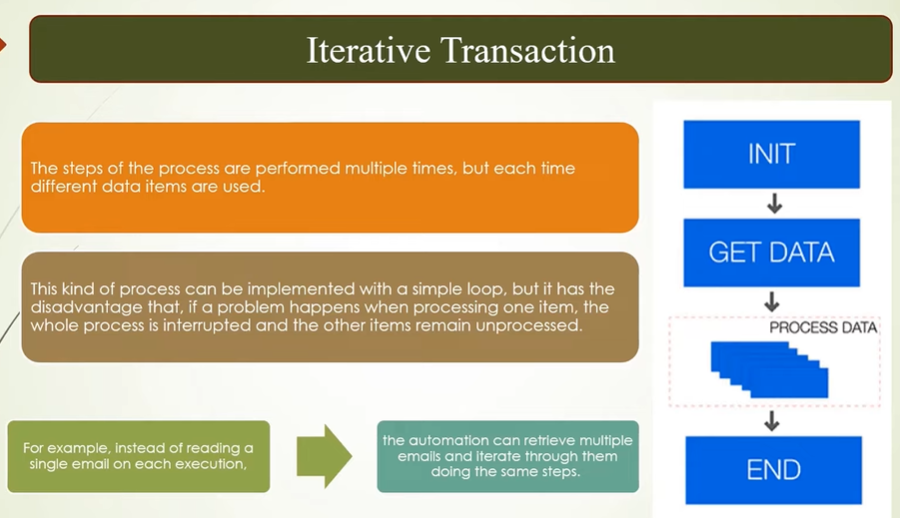 Iterative Transaction
The steps of the process are performed multiple times, but each time
different data items are used.
This kind of process can be implemented with a simple loop, but it has the
disadvantage that, if a problem happens when processing one item, the
whole process is interrupted and the other items remain unprocessed.
For example, instead of reading a
single email on each execution,
the automation can retrieve multiple
emails and iterate through them
doing the same steps.
INIT
GET DATA
PROCESS DATA
END